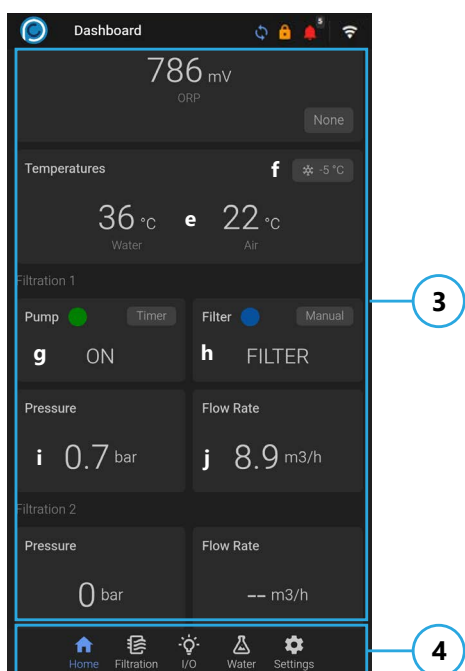 Dashboard 5
786 mV
ORP
None
Temperatures f -5 °C
36 °C e 22 °C
Water Air
Filtration 1
Pump Timer Filter Manual
g ON h FILTER
Pressure Flow Rate
i 0.7 bar j 8.9 m3/h
Filtration 2
Pressure Flow Rate
0 bar -- m3/h
Home Filtration I/O Water Settings
3
4